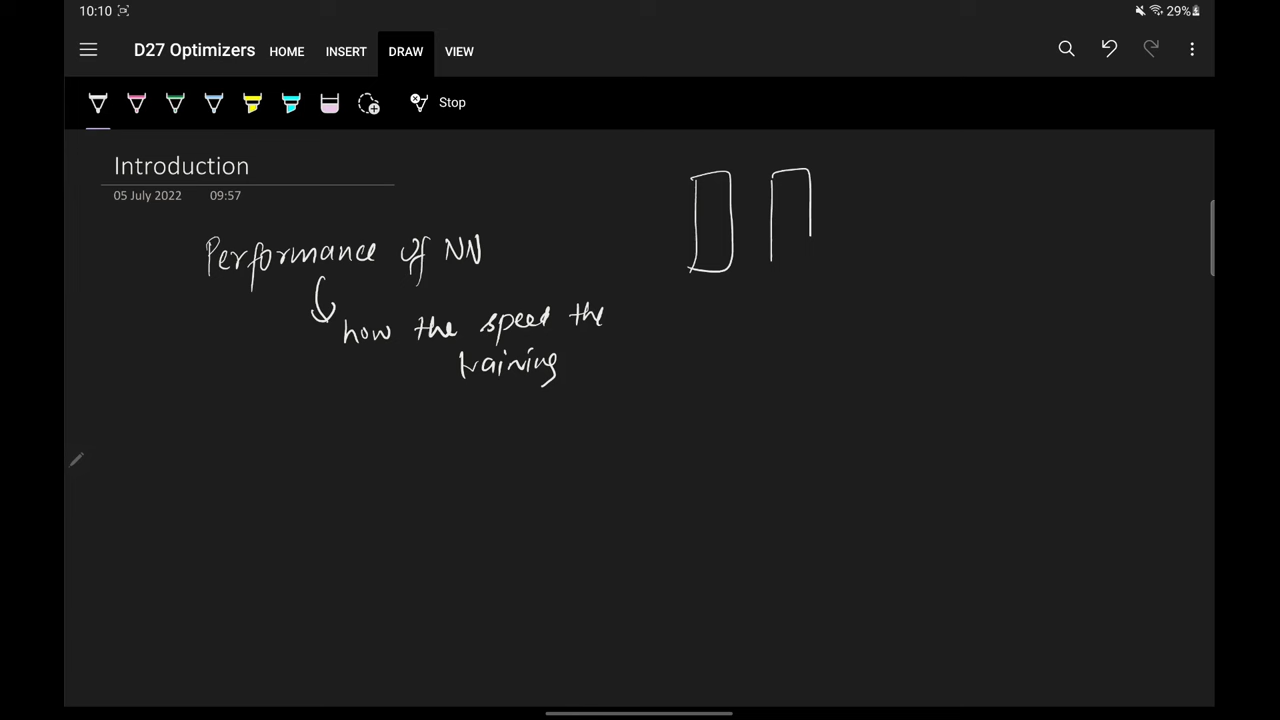 10:10 29%
D27 Optimizers HOME INSERT DRAW VIEW
Stop
Introduction
05 July 2022 09:57
Performance of NN
how the speed the
training